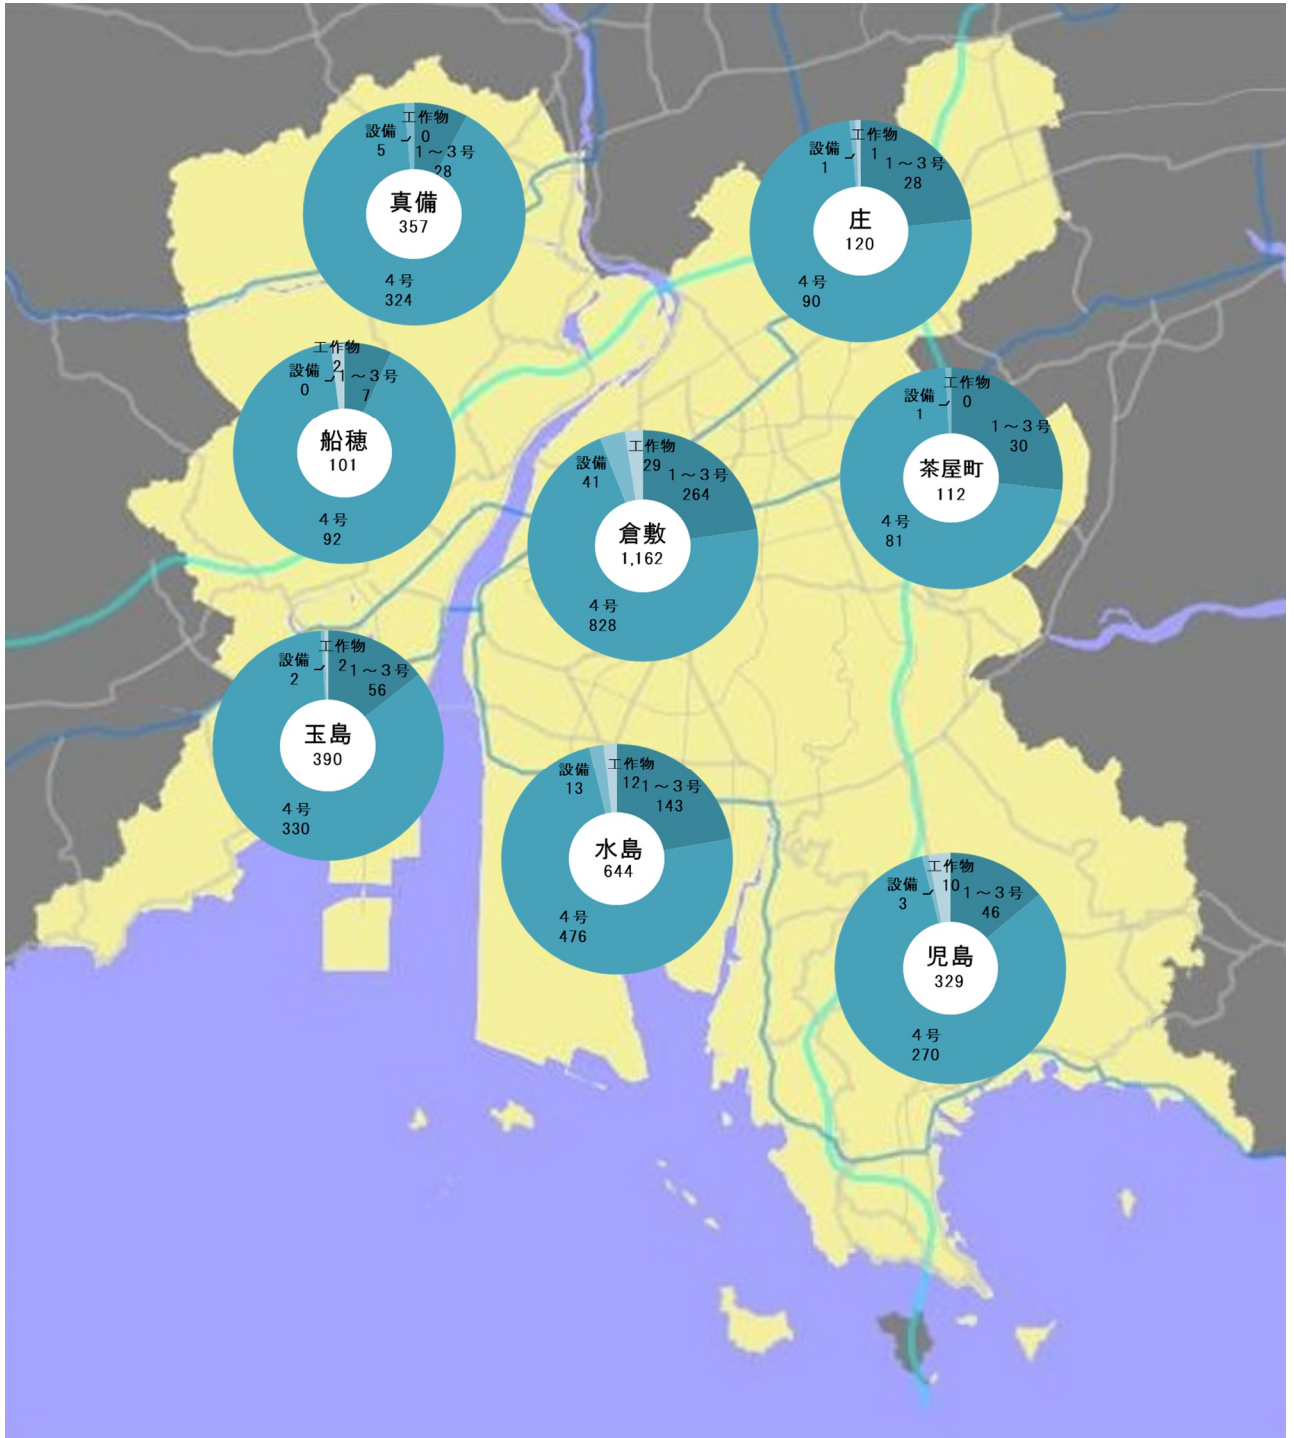 工作物
0
設備
5
1～3号
28
真備
357
4号
324
工作物
1
設備
1
1～3号
28
庄
120
4号
90
工作物
2
設備
0
1～3号
7
船穂
101
4号
92
工作物
0
設備
1
1～3号
30
茶屋町
112
4号
81
工作物
29
設備
41
1～3号
264
倉敷
1,162
4号
828
工作物
2
設備
2
1～3号
56
玉島
390
4号
330
工作物
12
設備
13
1～3号
143
水島
644
4号
476
工作物
10
設備
3
1～3号
46
児島
329
4号
270